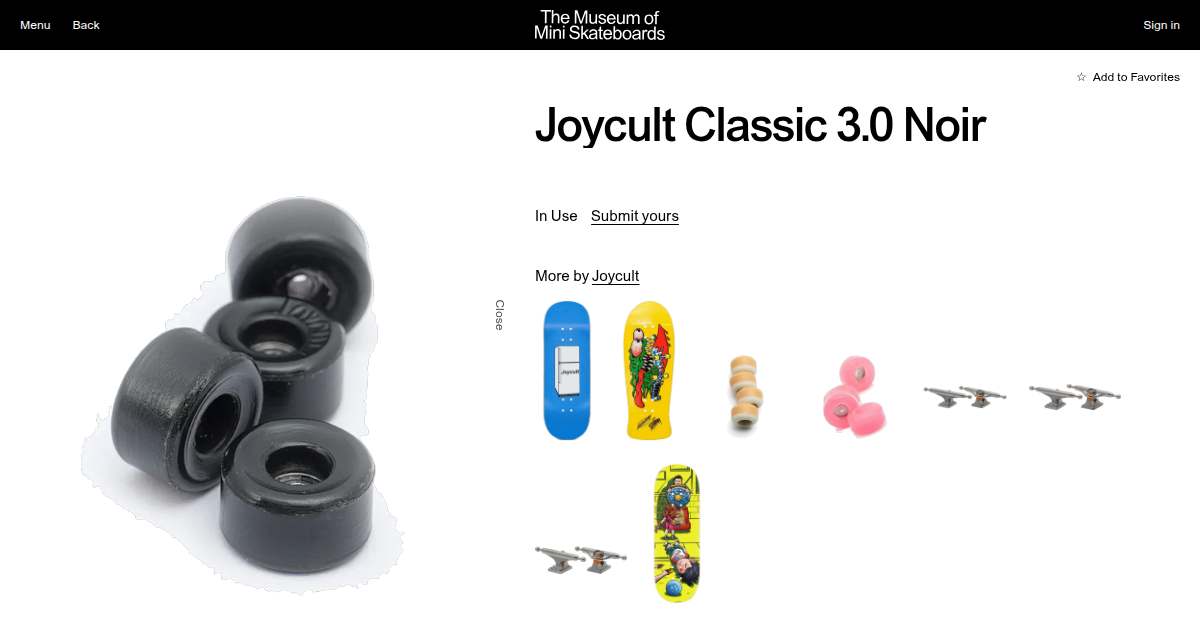 Menu
Back
The Museum of
Mini Skateboards
Sign in
☆ Add to Favorites
Joycult Classic 3.0 Noir
In Use
Submit yours
More by Joycult
Close
Joycult